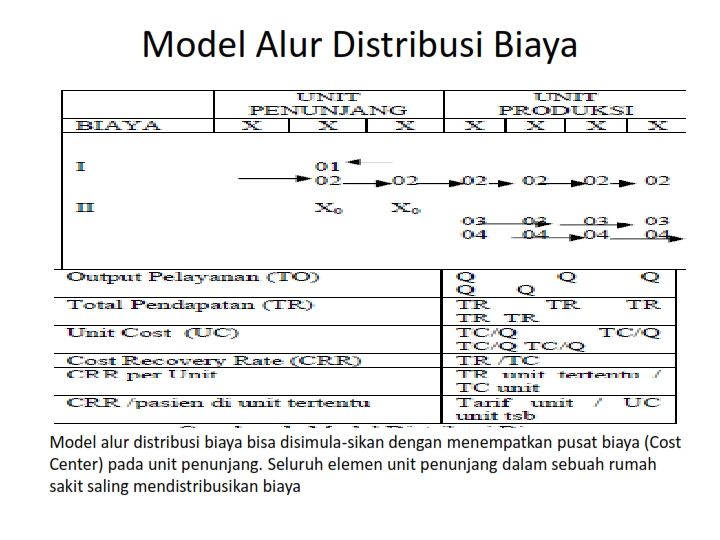 Model Alur Distribusi Biaya
UNIT UNIT
PENUNJANG PRODUKSI
BIAYA X X X X X X X
I 01
02 02 02 02 02 02
II X₀ X₀
03 03 03 03
04 04 04 04
Output Pelayanan (TO) Q Q Q
Q Q
Total Pendapatan (TR) TR TR TR
TR TR
Unit Cost (UC) TC/Q TC/Q
TC/Q TC/Q
Cost Recovery Rate (CRR) TR /TC
CRR per Unit TR unit tertentu /
TC unit
CRR /pasien di unit tertentu Tarif unit / UC
unit tsb
Model alur distribusi biaya bisa disimula-sikan dengan menempatkan pusat biaya (Cost
Center) pada unit penunjang. Seluruh elemen unit penunjang dalam sebuah rumah
sakit saling mendistribusikan biaya